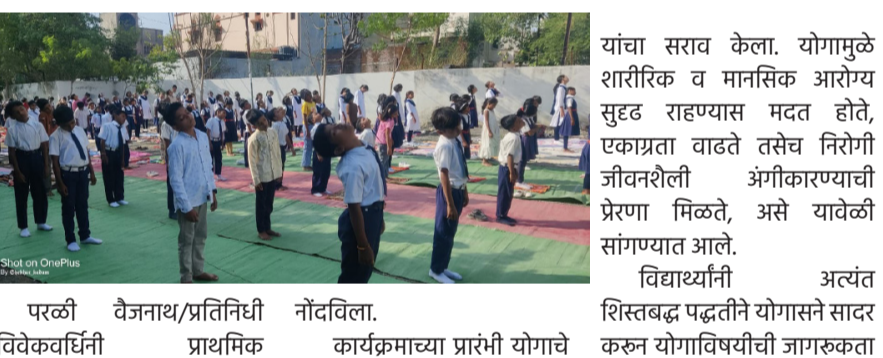 Shot on OnePlus
परळी वैजनाथ/प्रतिनिधी
विवेकवर्धिनी प्राथमिक
नोंदविला.
कार्यक्रमाच्या प्रारंभी योगाचे
यांचा सराव केला. योगामुळे
शारीरिक व मानसिक आरोग्य
सुदृढ राहण्यास मदत होते,
एकाग्रता वाढते तसेच निरोगी
जीवनशैली अंगीकारण्याची
प्रेरणा मिळते, असे यावेळी
सांगण्यात आले.
विद्यार्थ्यांनी अत्यंत
शिस्तबद्ध पद्धतीने योगासने सादर
करून योगाविषयीची जागरूकता